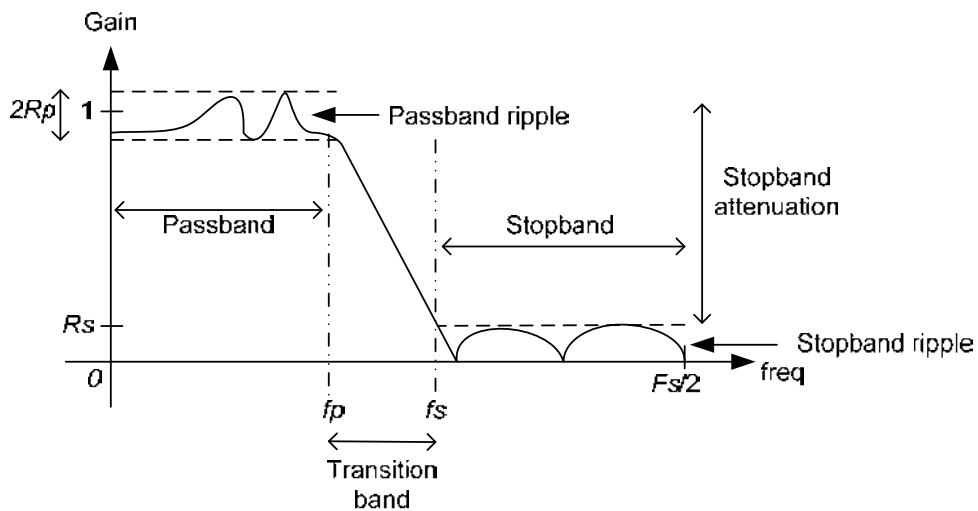 Gain
2Rp
1
Passband ripple
Stopband
attenuation
Passband
Stopband
Rs
Stopband ripple
0
Fs/2
freq
fp
fs
Transition
band